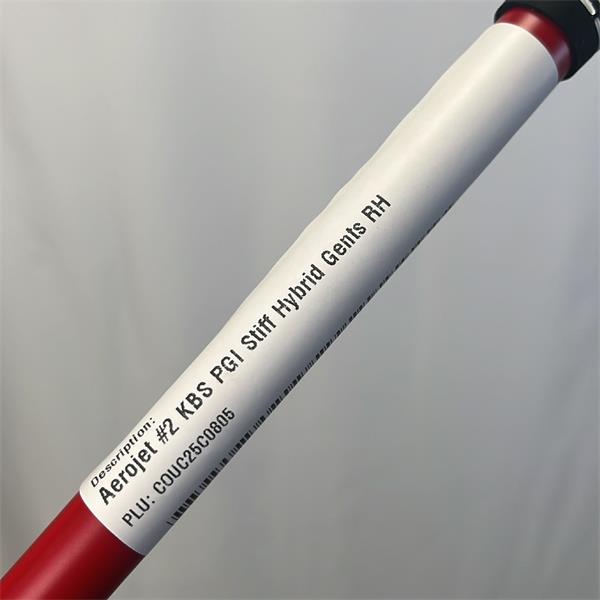 Description:
Aerojet #2 KBS PGI Stiff Hybrid Gents RH
PLU: COUC25C0805